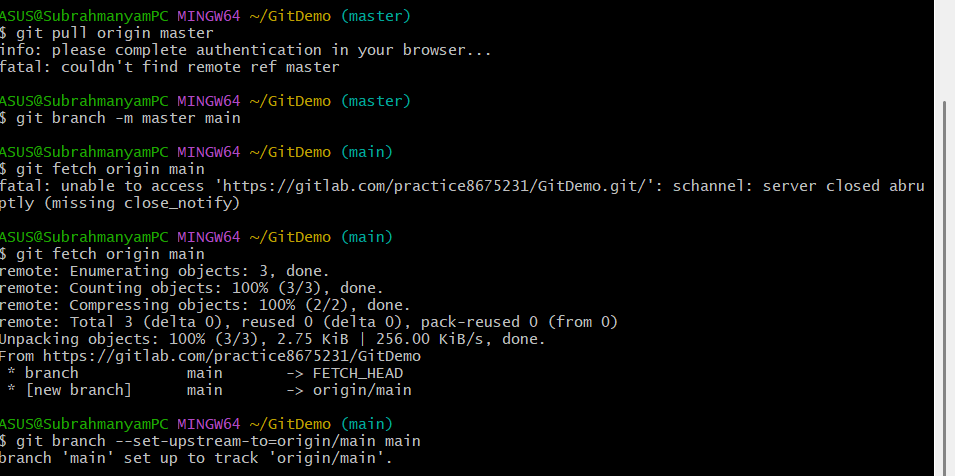 ASUS@SubrahmanyamPC MINGW64 ~/GitDemo (master)
$ git pull origin master
info: please complete authentication in your browser...
fatal: couldn't find remote ref master

ASUS@SubrahmanyamPC MINGW64 ~/GitDemo (master)
$ git branch -m master main

ASUS@SubrahmanyamPC MINGW64 ~/GitDemo (main)
$ git fetch origin main
fatal: unable to access 'https://gitlab.com/practice8675231/GitDemo.git/': schannel: server closed abru
ptly (missing close_notify)

ASUS@SubrahmanyamPC MINGW64 ~/GitDemo (main)
$ git fetch origin main
remote: Enumerating objects: 3, done.
remote: Counting objects: 100% (3/3), done.
remote: Compressing objects: 100% (2/2), done.
remote: Total 3 (delta 0), reused 0 (delta 0), pack-reused 0 (from 0)
Unpacking objects: 100% (3/3), 2.75 KiB | 256.00 KiB/s, done.
From https://gitlab.com/practice8675231/GitDemo
 * branch            main       -> FETCH_HEAD
 * [new branch]      main       -> origin/main

ASUS@SubrahmanyamPC MINGW64 ~/GitDemo (main)
$ git branch --set-upstream-to=origin/main main
branch 'main' set up to track 'origin/main'.